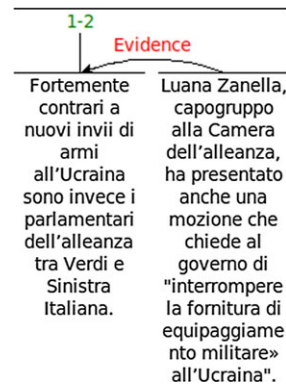 1-2
Evidence
Fortemente
contrari a
nuovi invii di
armi
all'Ucraina
sono invece i
parlamentari
dell'alleanza
tra Verdi e
Sinistra
Italiana.
Luana Zanella,
capogruppo
alla Camera
dell'alleanza,
ha presentato
anche una
mozione che
chiede al
governo di
"interrompere
la fornitura di
equipaggiame
nto militare»
all'Ucraina".